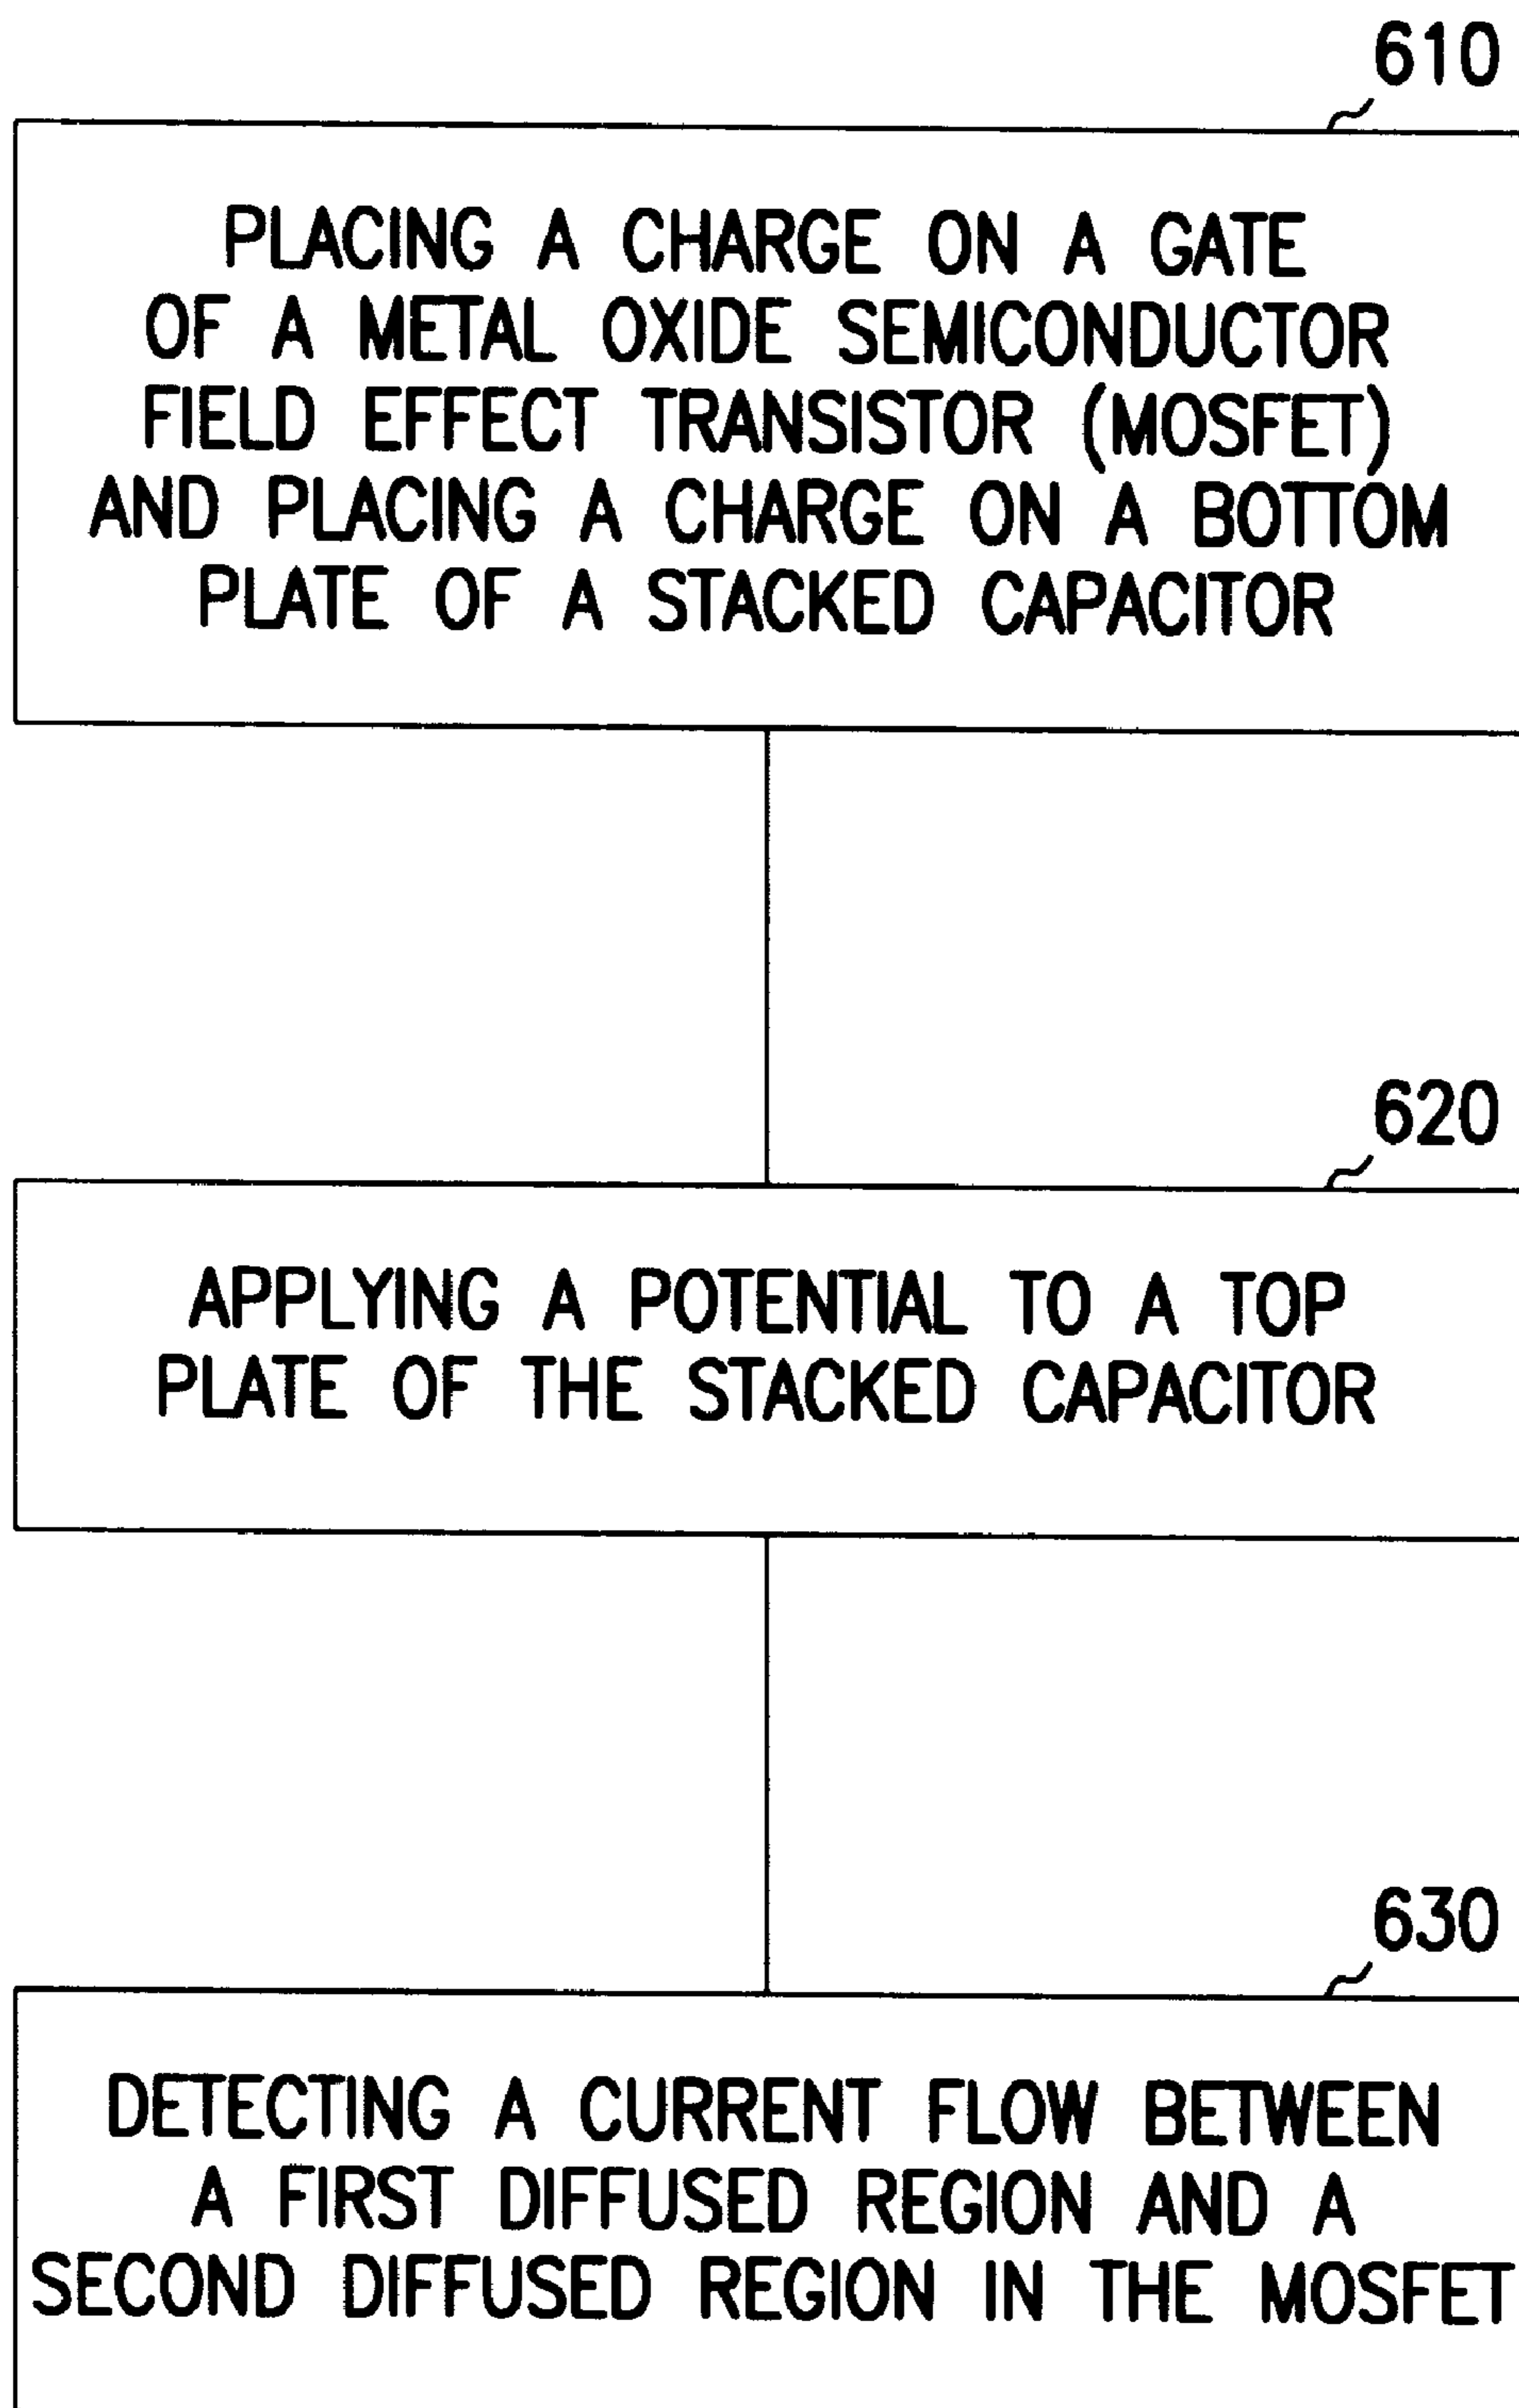 610
PLACING A CHARGE ON A GATE
OF A METAL OXIDE SEMICONDUCTOR
FIELD EFFECT TRANSISTOR (MOSFET)
AND PLACING A CHARGE ON A BOTTOM
PLATE OF A STACKED CAPACITOR
620
APPLYING A POTENTIAL TO A TOP
PLATE OF THE STACKED CAPACITOR
630
DETECTING A CURRENT FLOW BETWEEN
A FIRST DIFFUSED REGION AND A
SECOND DIFFUSED REGION IN THE MOSFET